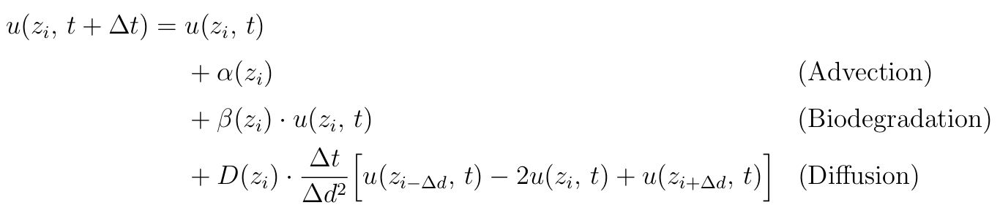 u(z_i, t + Δt) = u(z_i, t)
+ α(z_i) (Advection)
+ β(z_i) · u(z_i, t) (Biodegradation)
+ D(z_i) · Δt/Δd² [u(z_{i−Δd}, t) − 2u(z_i, t) + u(z_{i+Δd}, t)] (Diffusion)